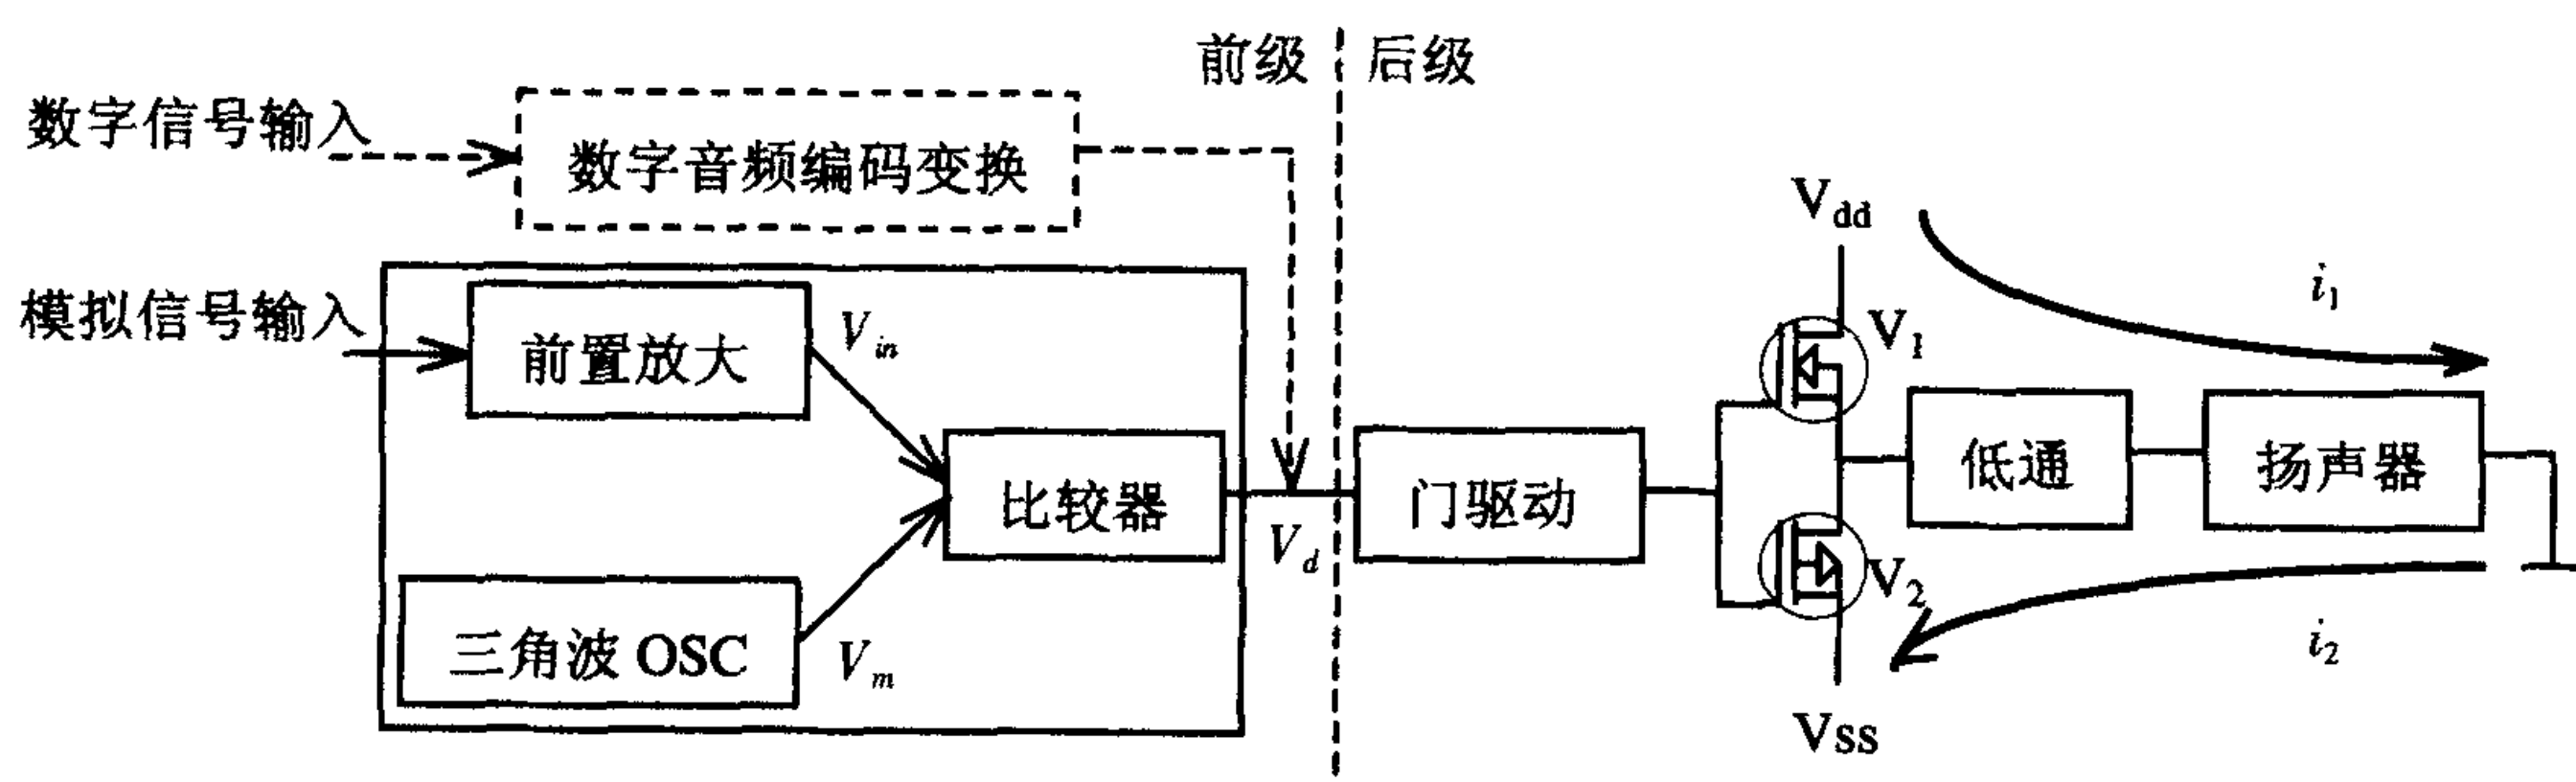 前级
后级
数字信号输入
数字音频编码变换
模拟信号输入
前置放大
Vin
三角波 OSC
Vm
比较器
Vd
门驱动
Vdd
V1
V2
VSS
低通
扬声器
i1
i2